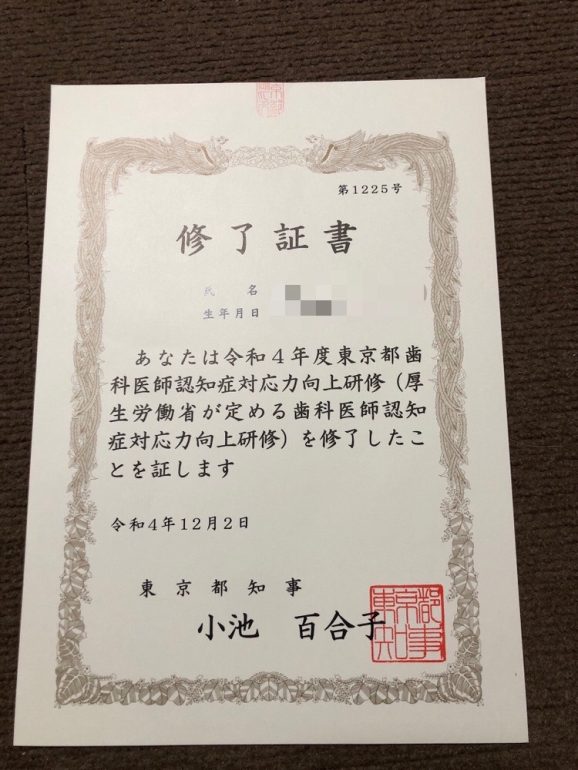 第1225号
修了証書
氏名
生年月日
あなたは令和４年度東京都歯
科医師認知症対応力向上研修（厚
生労働省が定める歯科医師認知
症対応力向上研修）を修了したこ
とを証します
令和４年１２月２日
東京都知事
小池 百合子
東京都知事